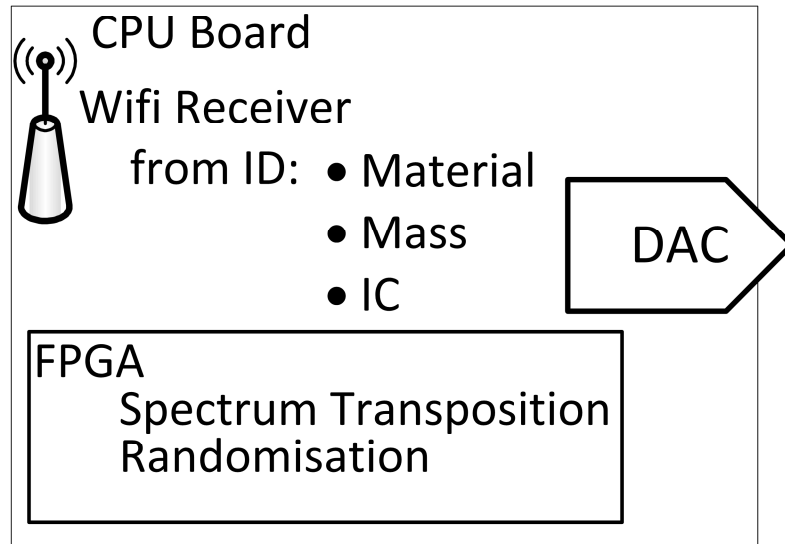 CPU Board
Wifi Receiver
from ID: • Material
• Mass
• IC
DAC
FPGA
Spectrum Transposition
Randomisation